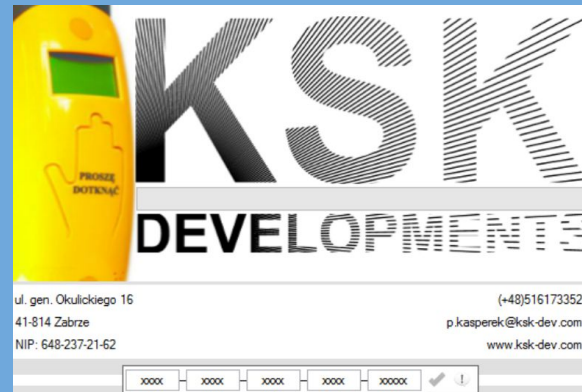 KSK
PROSZĘ
DOTKNĄĆ
DEVELOPMENTS
ul. gen. Okulickiego 16
(+48)516173352
41-814 Zabrze
p.kasperek@ksk-dev.com
NIP: 648-237-21-62
www.ksk-dev.com
xxxx - xxxx - xxxx - xxxx - xxxxx